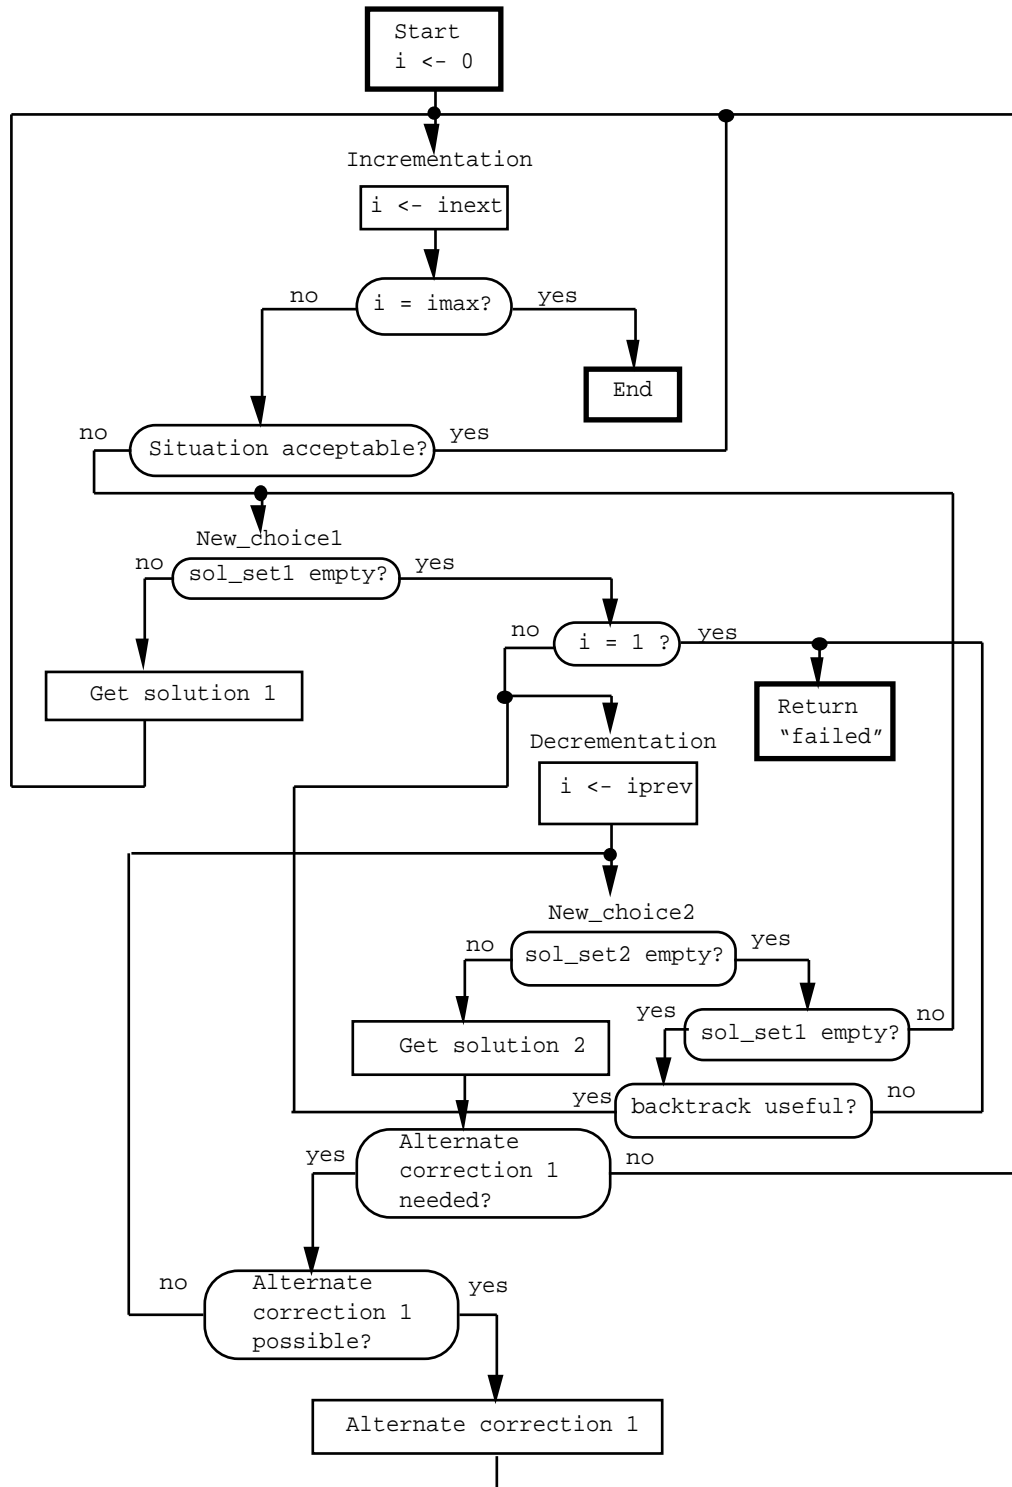 Start
i <- 0
Incrementation
i <- inext
no
i = imax?
yes
End
no
Situation acceptable?
yes
New_choice1
no
sol_set1 empty?
yes
no
i = 1 ?
yes
Get solution 1
Return
“failed”
Decrementation
i <- iprev
New_choice2
no
sol_set2 empty?
yes
yes
sol_set1 empty?
no
Get solution 2
yes
backtrack useful?
no
yes
Alternate
correction 1
needed?
no
no
Alternate
correction 1
possible?
yes
Alternate correction 1